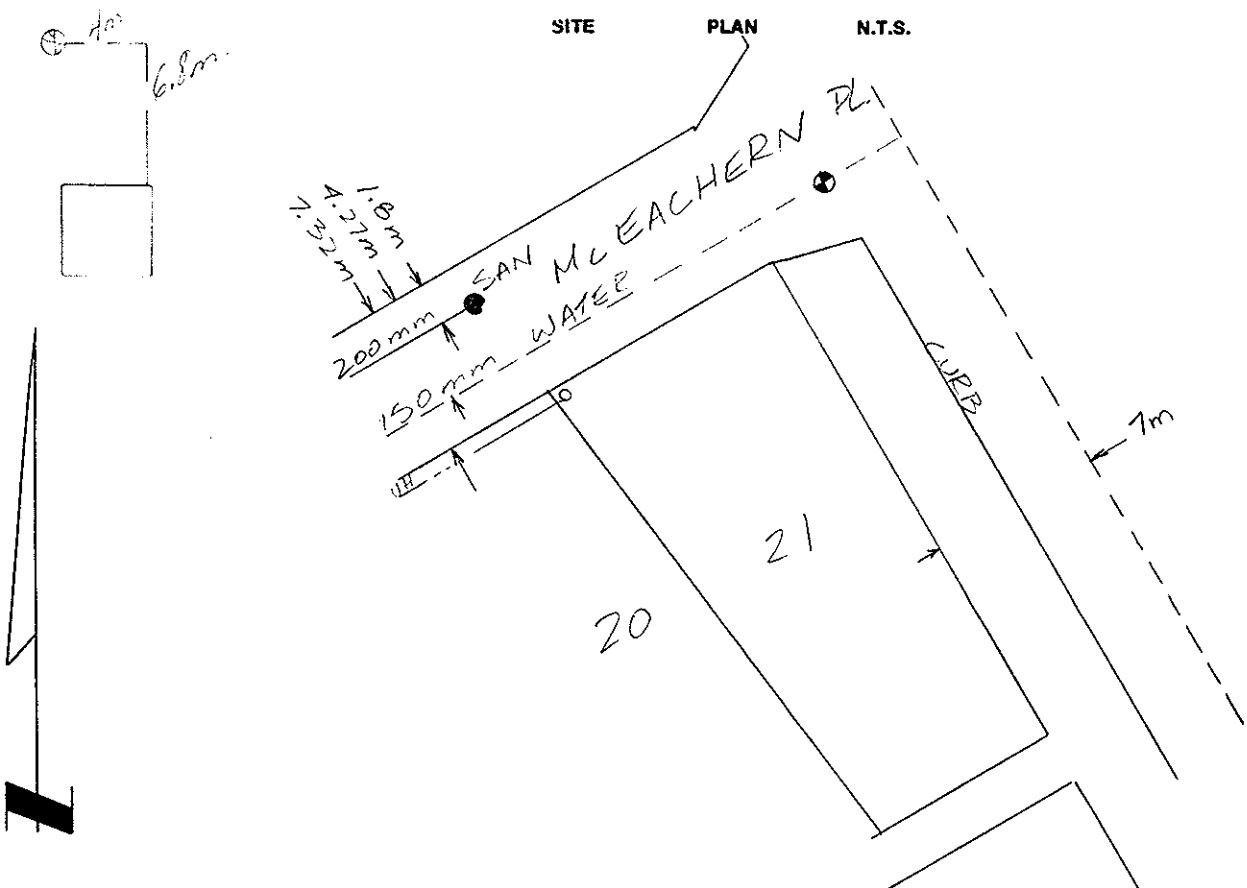 SITE PLAN N.T.S.
4m
6.8m.
McEACHERN PL.
1.8m
4.27m
7.32m
SAN
200mm
150mm WATER
CURB
7m
21
20